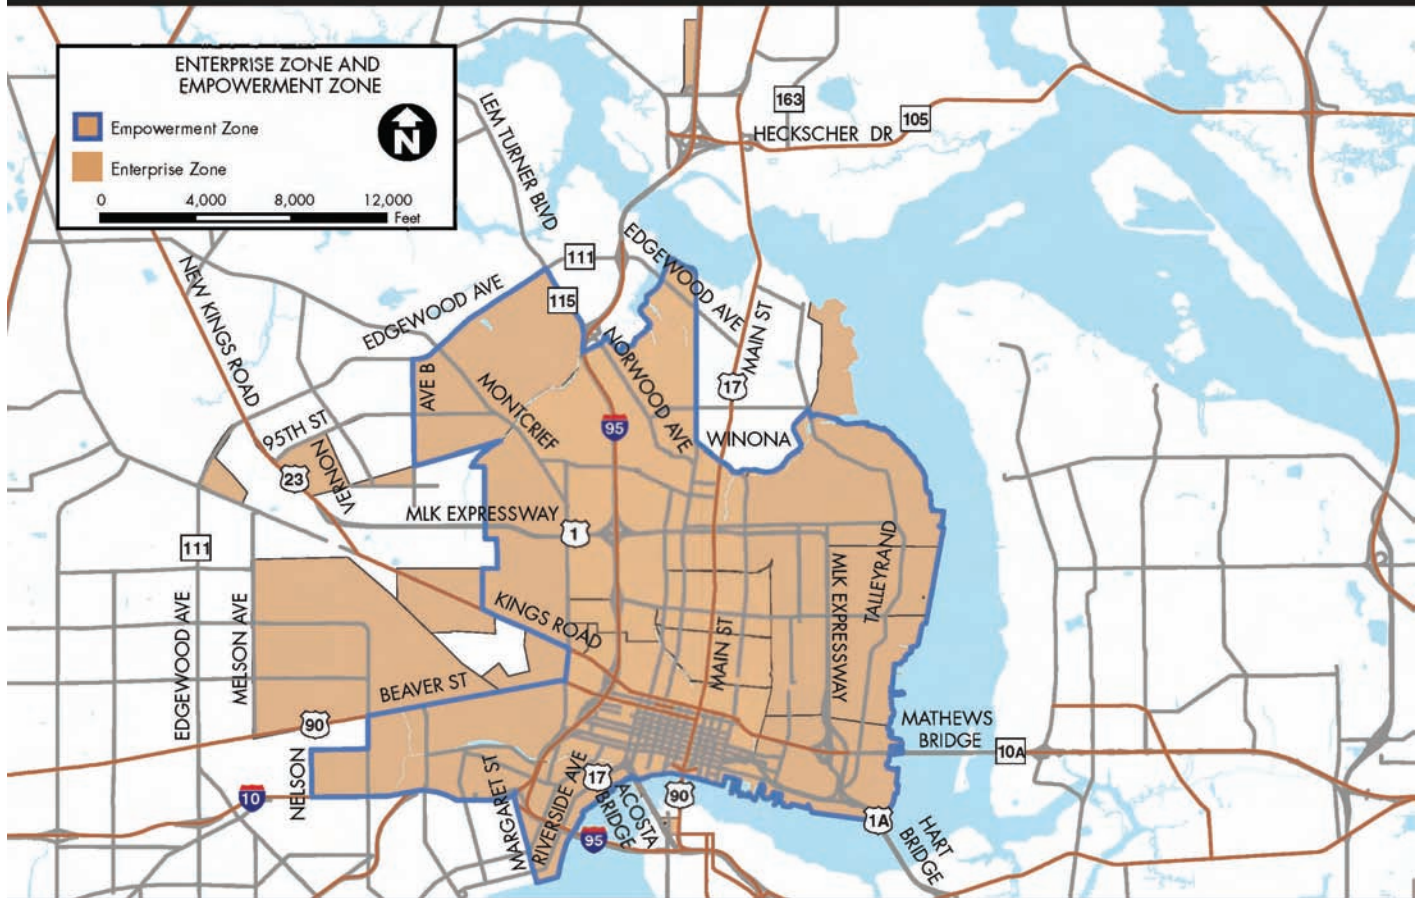 ENTERPRISE ZONE AND
EMPOWERMENT ZONE
Empowerment Zone
Enterprise Zone
N
0 4,000 8,000 12,000
Feet
163
105
HECKSCHER DR
LEM TURNER BLVD
111
EDGEWOOD AVE
115
EDGEWOOD AVE
NEW KINGS ROAD
MAIN ST
17
NORWOOD AVE
AVE B
MONTCRIEF
95
WINONA
95TH ST
VERNON
23
MLK EXPRESSWAY
1
111
TALLEYRAND
MLK EXPRESSWAY
EDGEWOOD AVE
MELSON AVE
KINGS ROAD
MAIN ST
BEAVER ST
90
MATHEWS
BRIDGE
10A
NELSON
10
MARGARET ST
RIVERSIDE AVE
17
ACOSTA
BRIDGE
90
95
1A
HART
BRIDGE